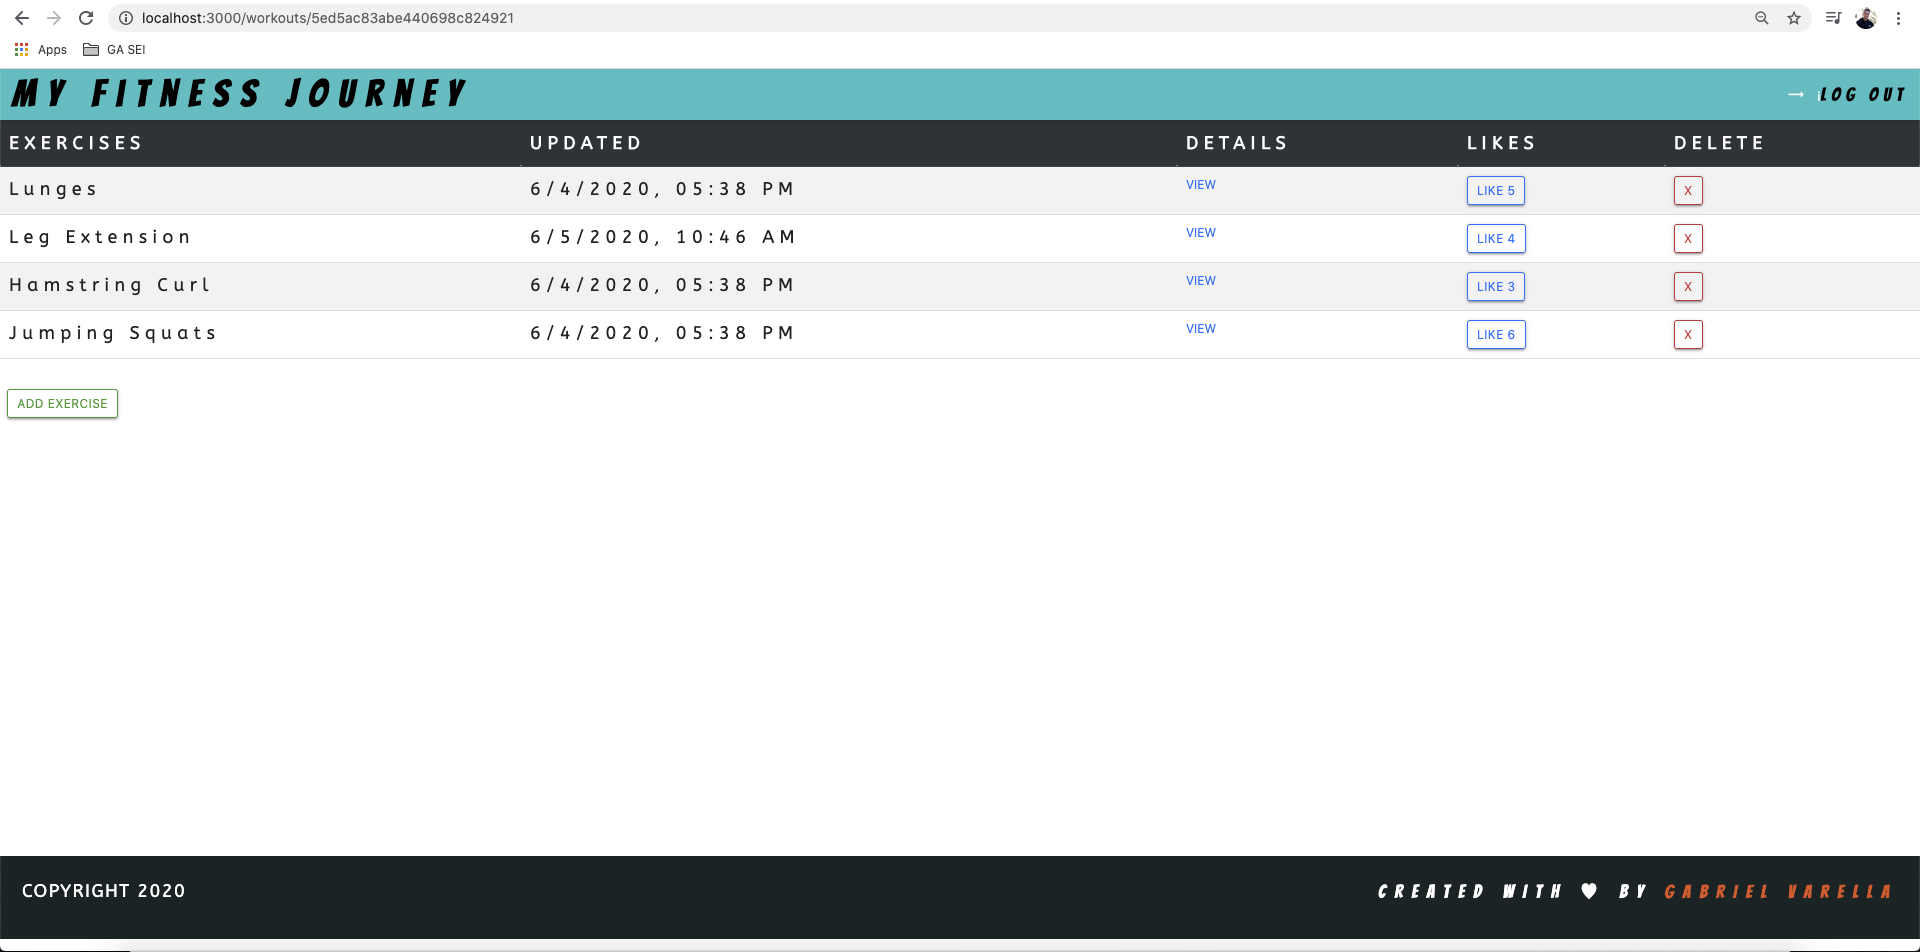 localhost:3000/workouts/5ed5ac83abe440698c824921
Apps GA SEI
MY FITNESS JOURNEY LOG OUT
EXERCISES UPDATED DETAILS LIKES DELETE
Lunges 6/4/2020, 05:38 PM VIEW LIKE 5 X
Leg Extension 6/5/2020, 10:46 AM VIEW LIKE 4 X
Hamstring Curl 6/4/2020, 05:38 PM VIEW LIKE 3 X
Jumping Squats 6/4/2020, 05:38 PM VIEW LIKE 6 X
ADD EXERCISE
COPYRIGHT 2020 CREATED WITH ♥ BY GABRIEL VARELLA